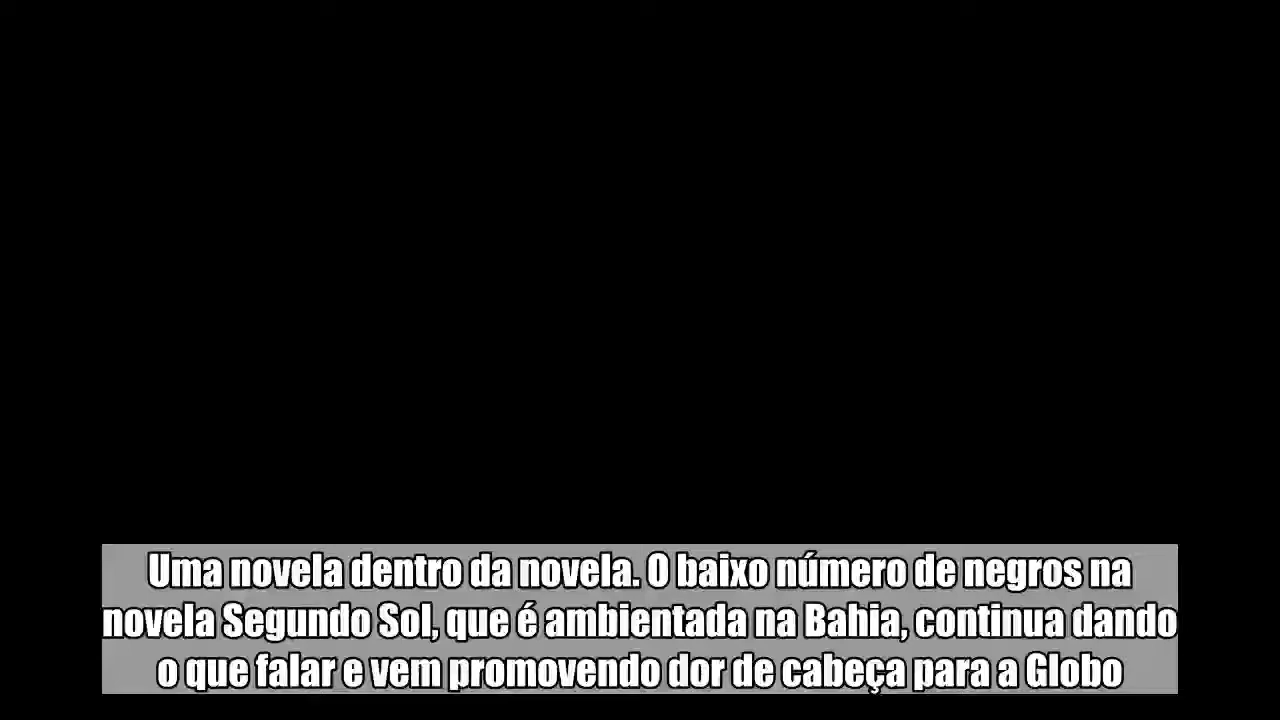 Uma novela dentro da novela. O baixo número de negros na
novela Segundo Sol, que é ambientada na Bahia, continua dando
o que falar e vem promovendo dor de cabeça para a Globo